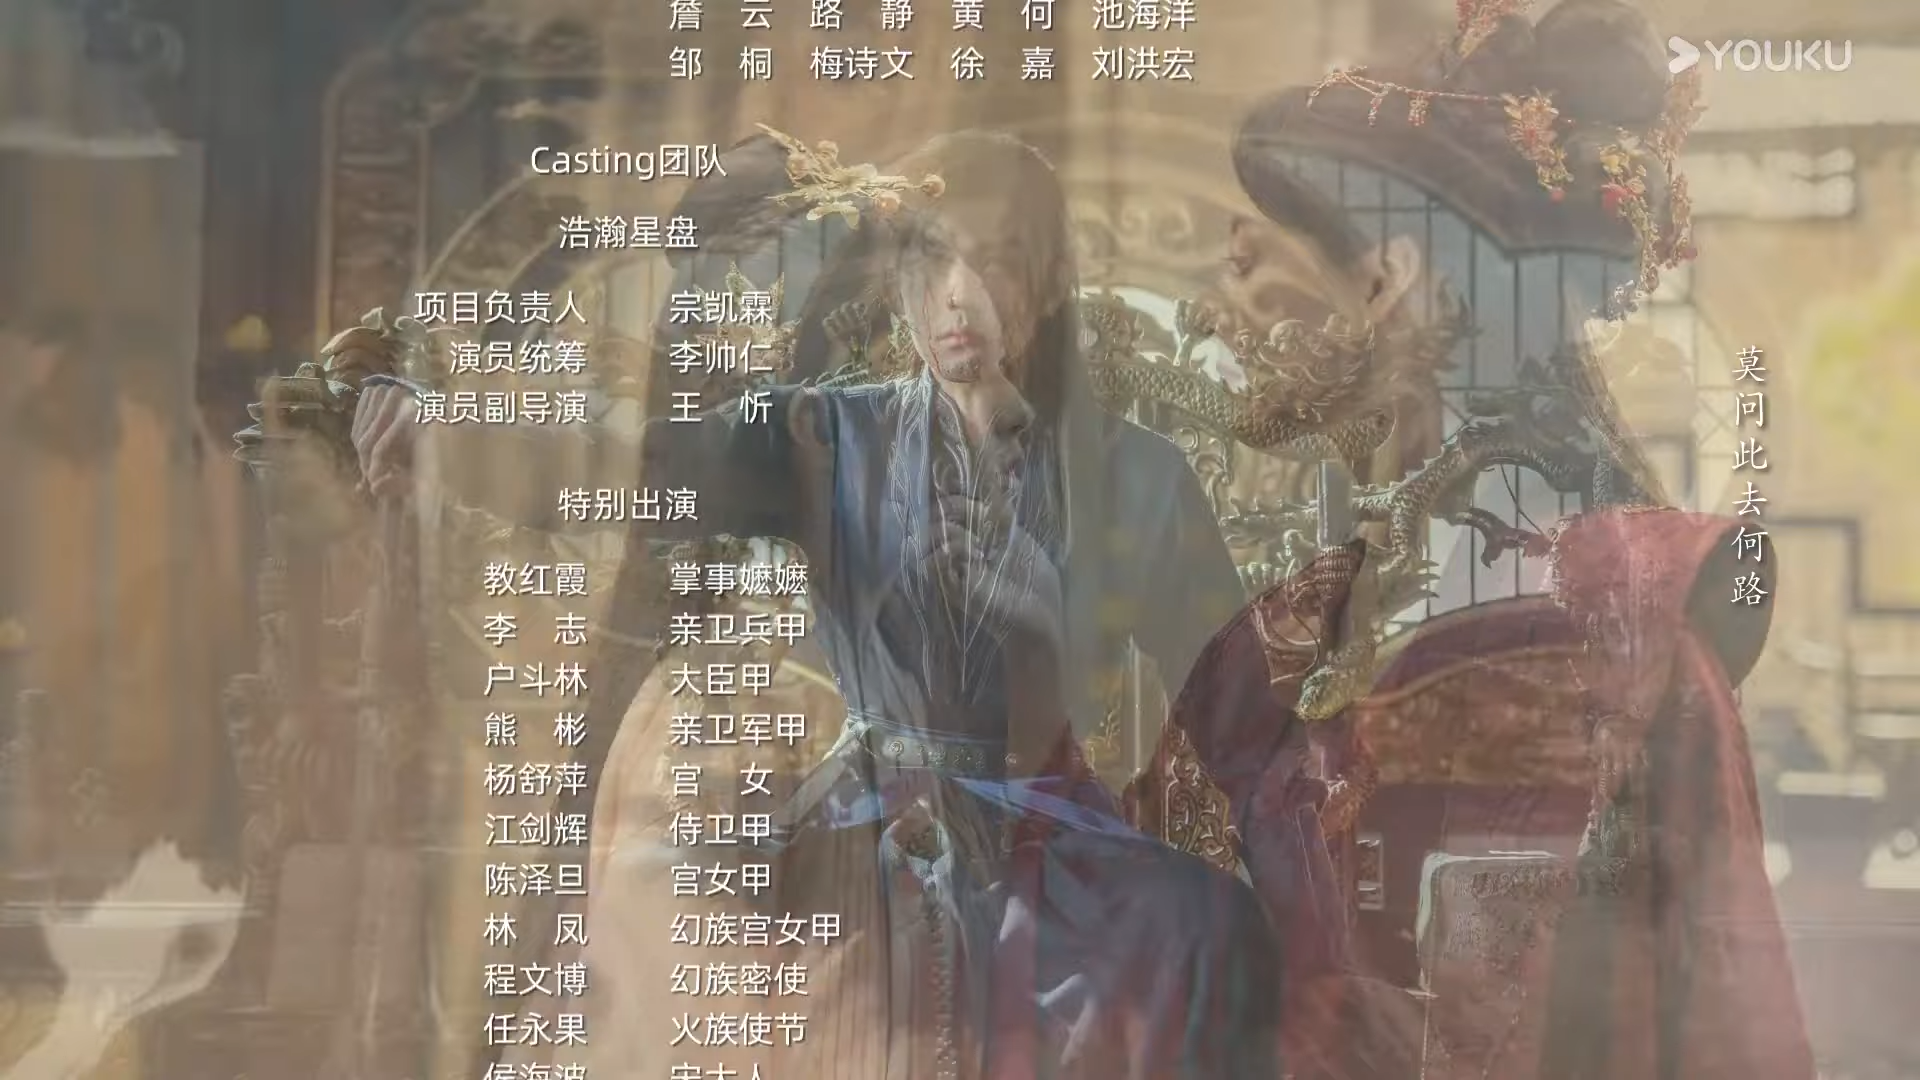 詹 云 路 静 黄 何 池海洋
邹 桐 梅诗文 徐 嘉 刘洪宏
YOUKU
Casting团队
浩瀚星盘
项目负责人 宗凯霖
演员统筹 李帅仁
演员副导演 王 忻
特别出演
教红霞 掌事嬷嬷
李 志 亲卫兵甲
户斗林 大臣甲
熊 彬 亲卫军甲
杨舒萍 宫 女
江剑辉 侍卫甲
陈泽旦 宫女甲
林 凤 幻族宫女甲
程文博 幻族密使
任永果 火族使节
侯海波 宋大人
莫问此去何路